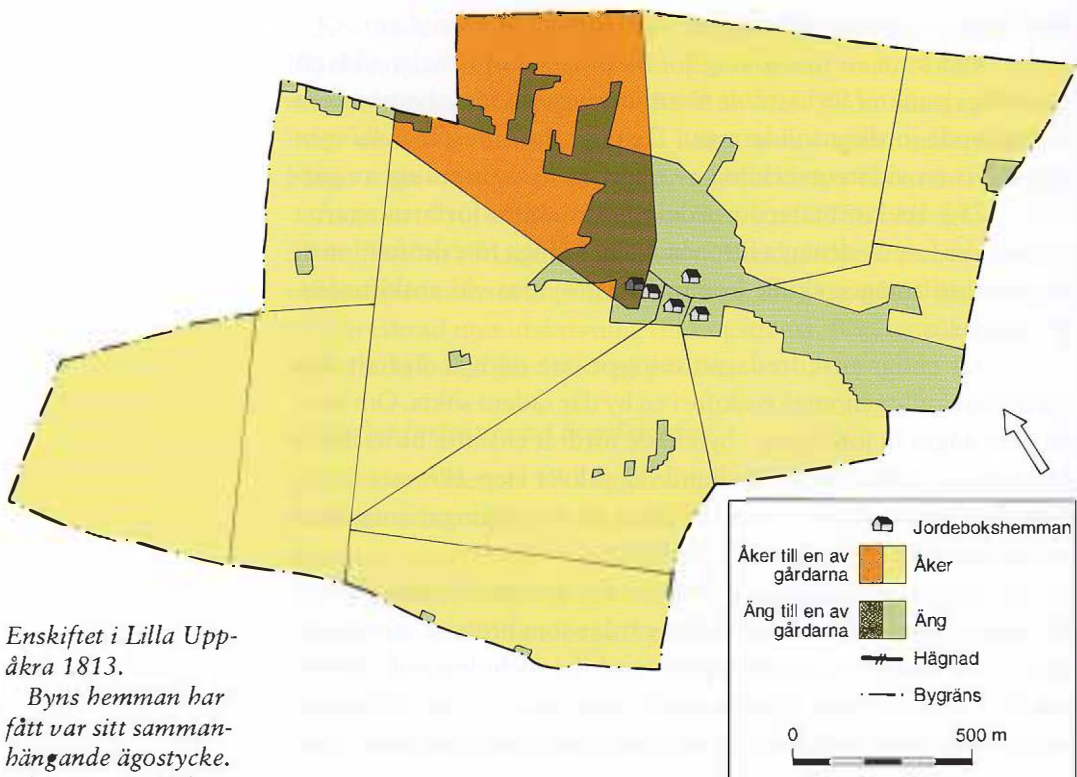 Jordebokshemman
Åker till en av gårdarna
Åker
Äng till en av gårdarna
Äng
Hägnad
Bygräns
0 500 m
Enskiftet i Lilla Upp-
åkra 1813.
Byns hemman har
fått var sitt samman-
hängande ägostycke.